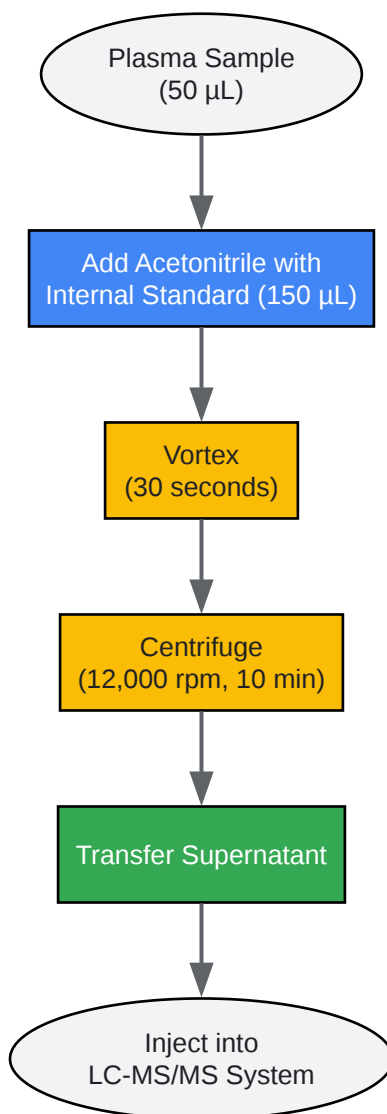 Plasma Sample
(50 µL)
Add Acetonitrile with
Internal Standard (150 µL)
Vortex
(30 seconds)
Centrifuge
(12,000 rpm, 10 min)
Transfer Supernatant
Inject into
LC-MS/MS System